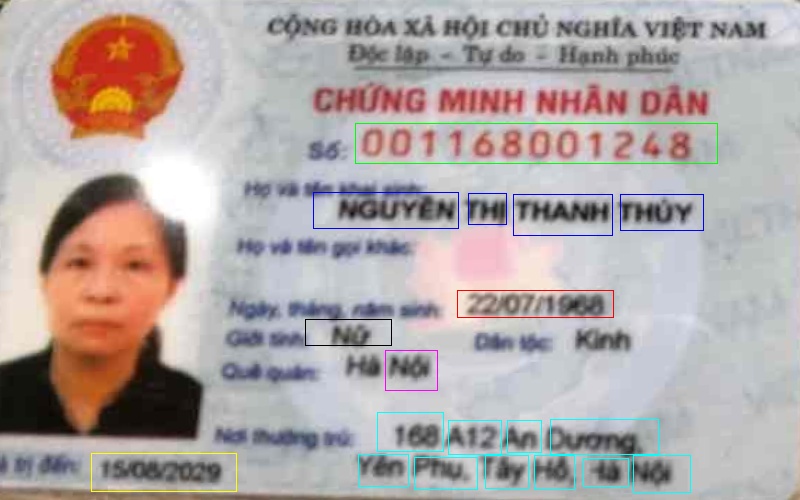 CỘNG HÒA XÃ HỘI CHỦ NGHĨA VIỆT NAM
Độc lập - Tự do - Hạnh phúc
CHỨNG MINH NHÂN DÂN
Số: 001168001248
Họ và tên khai sinh:
NGUYỄN THỊ THANH THỦY
Họ và tên gọi khác:
Ngày, tháng, năm sinh: 22/07/1968
Giới tính: Nữ Dân tộc: Kinh
Quê quán: Hà Nội
Nơi thường trú: 168 A12 An Dương,
Yên Phụ, Tây Hồ, Hà Nội
trị đến: 15/08/2029